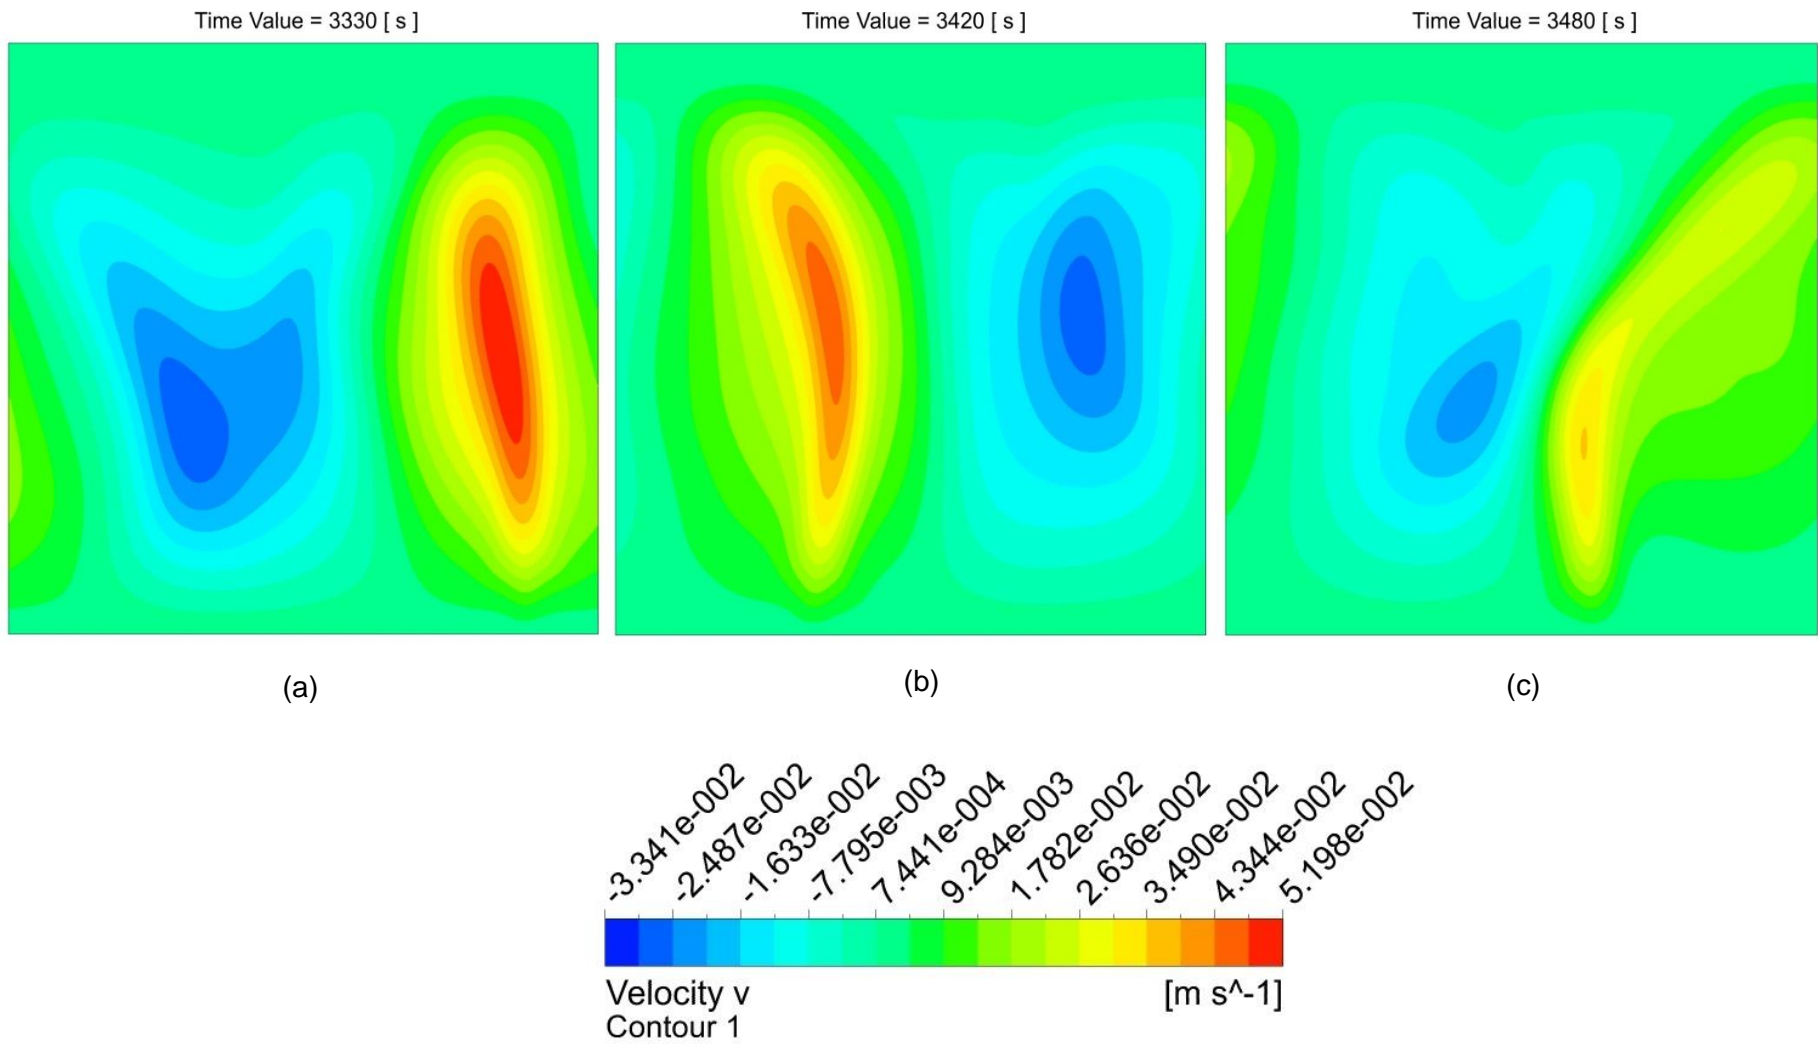 Time Value = 3330 [ s ]
Time Value = 3420 [ s ]
Time Value = 3480 [ s ]
(a)
(b)
(c)
-3.341e-002
-2.487e-002
-1.633e-002
-7.795e-003
7.441e-004
9.284e-003
1.782e-002
2.636e-002
3.490e-002
4.344e-002
5.198e-002
Velocity v
[m s^-1]
Contour 1